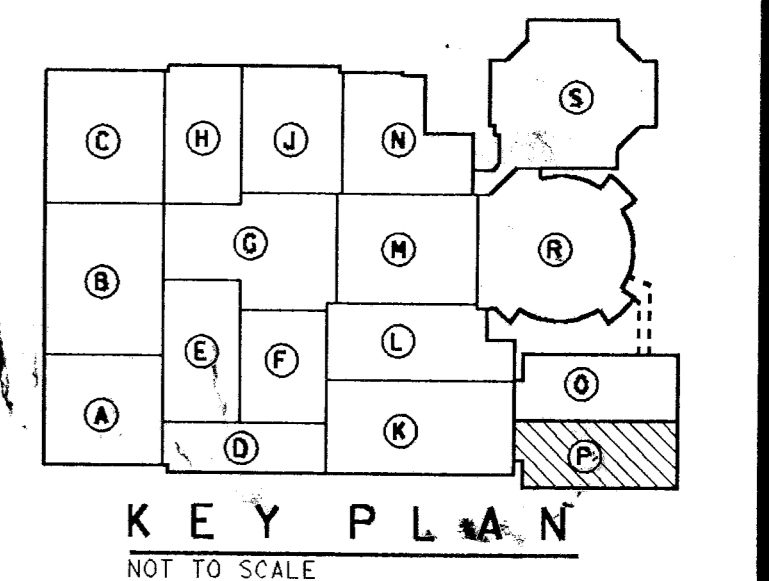 S
C H J N
G M R
B
E F L
O
A D K P
KEY PLAN
NOT TO SCALE